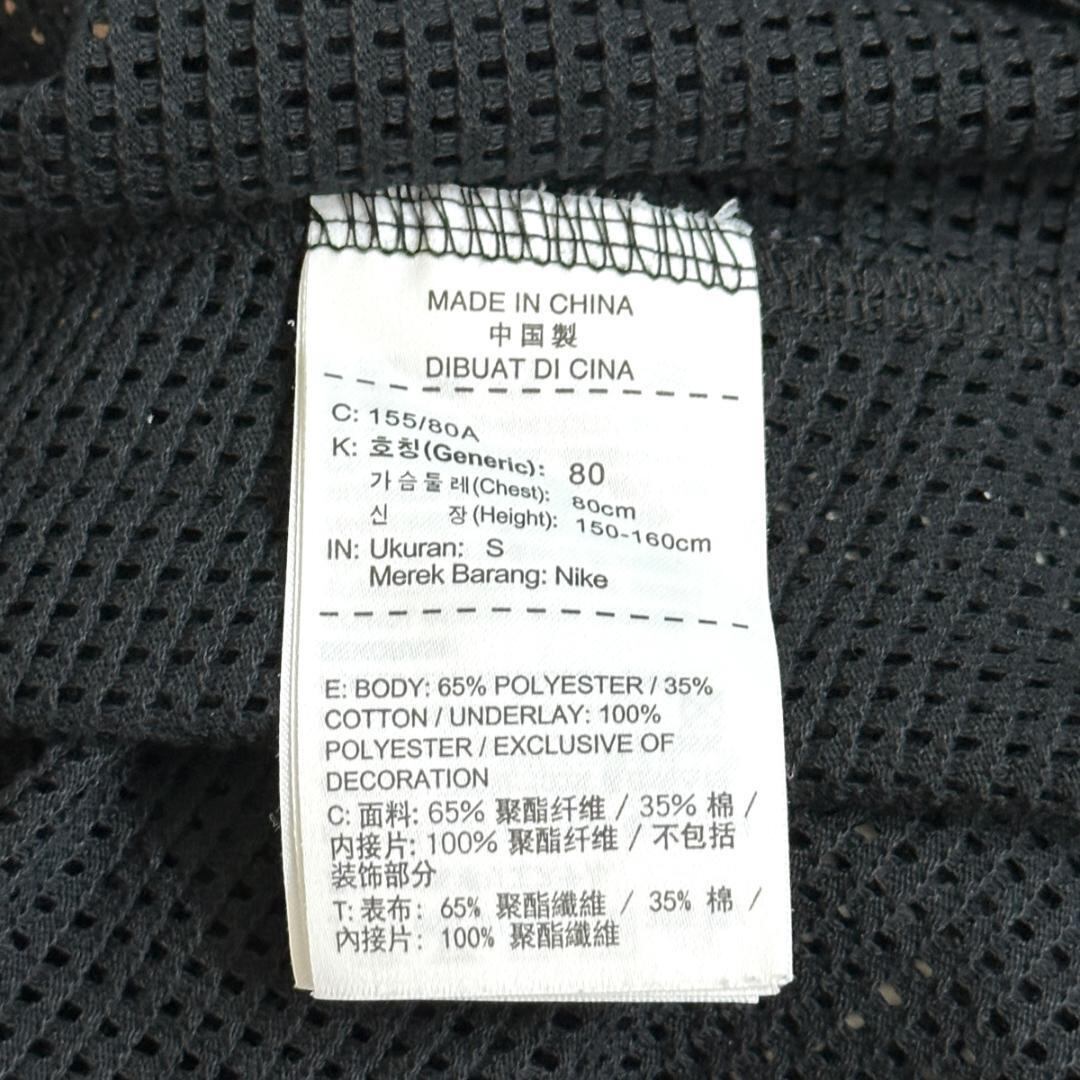 MADE IN CHINA
中国製
DIBUAT DI CINA
C: 155/80A
K: 호칭(Generic): 80
가슴둘레(Chest): 80cm
신 장(Height): 150-160cm
IN: Ukuran: S
Merek Barang: Nike
E: BODY: 65% POLYESTER / 35%
COTTON / UNDERLAY: 100%
POLYESTER / EXCLUSIVE OF
DECORATION
C: 面料: 65% 聚酯纤维 / 35% 棉 /
内接片: 100% 聚酯纤维 / 不包括
装饰部分
T: 表布: 65% 聚酯纖維 / 35% 棉 /
內接片: 100% 聚酯纖維